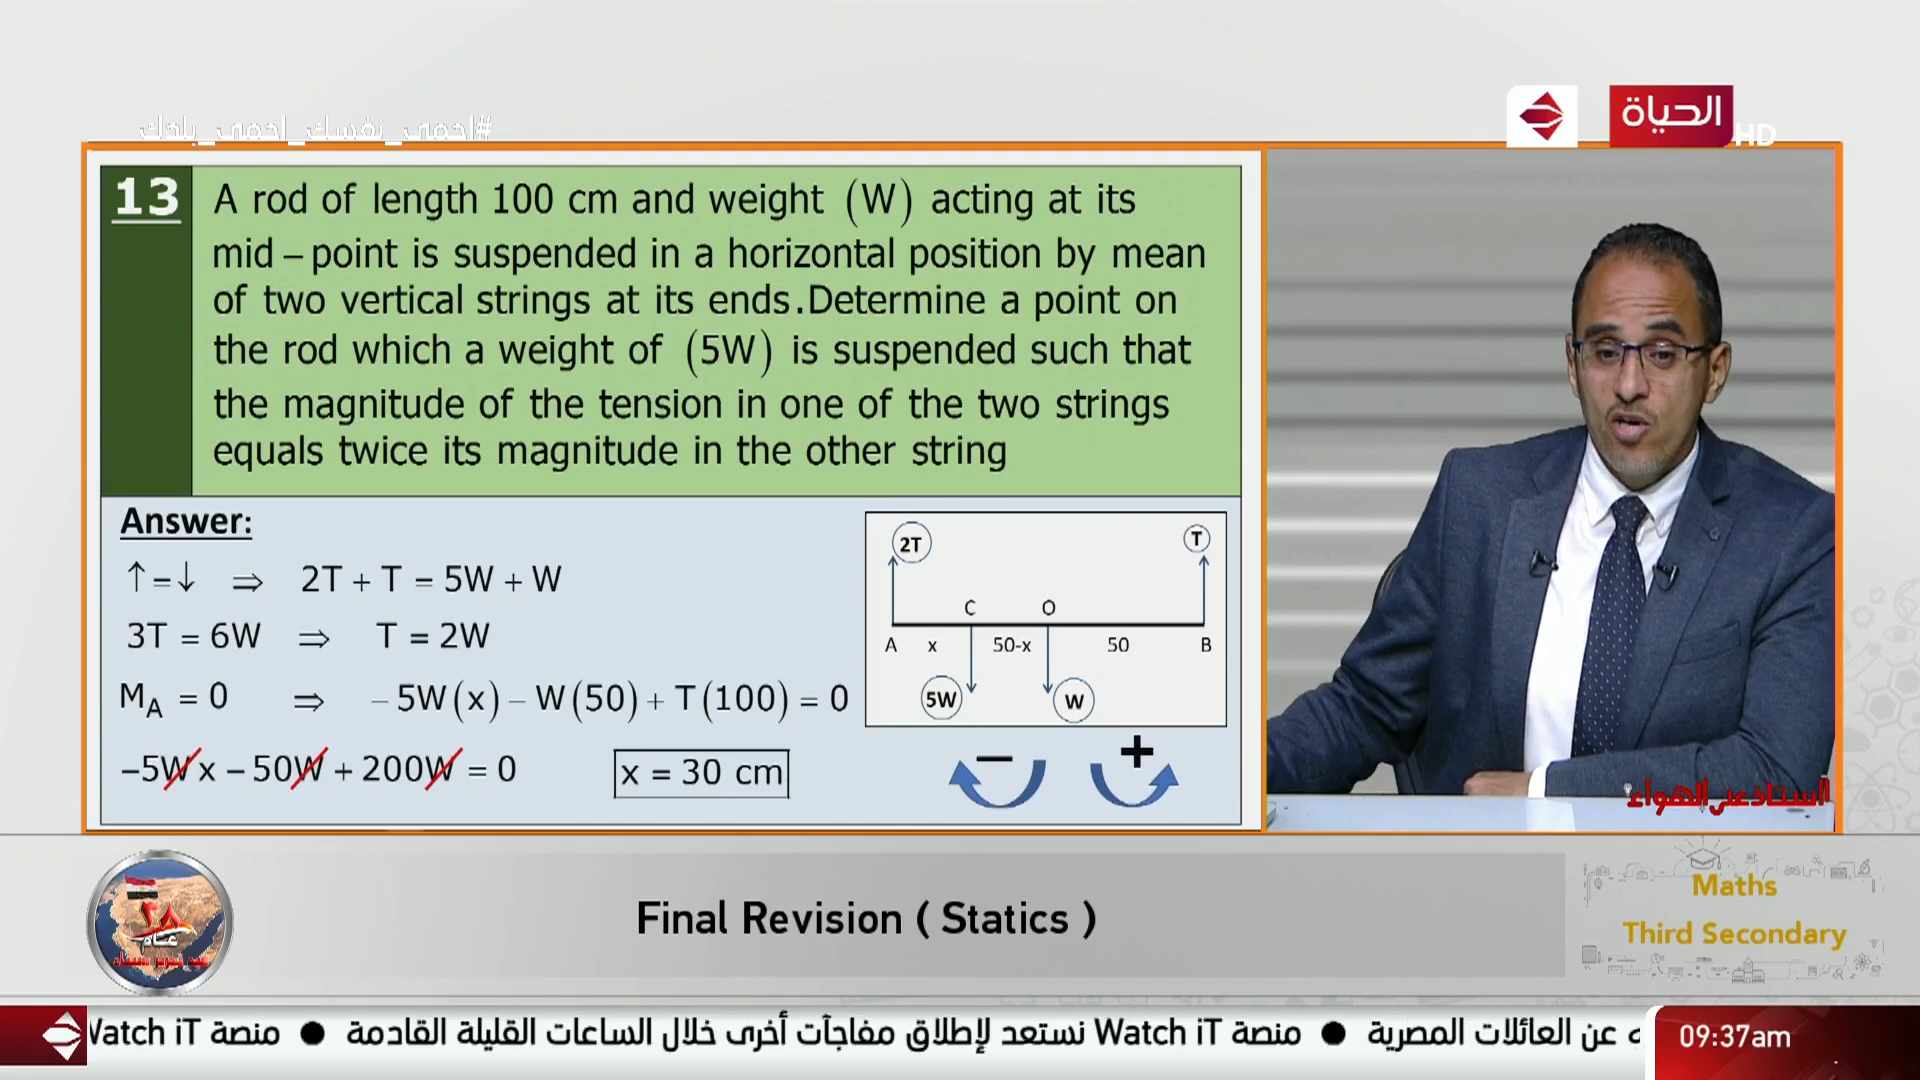 #احمي_نفسك_احمي_بلدك
الحياة
HD
13
A rod of length 100 cm and weight (W) acting at its
mid – point is suspended in a horizontal position by mean
of two vertical strings at its ends.Determine a point on
the rod which a weight of (5W) is suspended such that
the magnitude of the tension in one of the two strings
equals twice its magnitude in the other string
Answer:
↑=↓ ⇒ 2T + T = 5W + W
3T = 6W ⇒ T = 2W
M_A = 0 ⇒ – 5W(x) – W(50) + T(100) = 0
–5Wx – 50W + 200W = 0 x = 30 cm
2T T
C O
A x 50-x 50 B
5W W
– +
أستاذ على الهواء
٣٨
عام
Final Revision ( Statics )
Maths
Third Secondary
ه عن العائلات المصرية ● منصة Watch iT نستعد لإطلاق مفاجآت أخرى خلال الساعات القليلة القادمة ● منصة Watch iT
09:37am